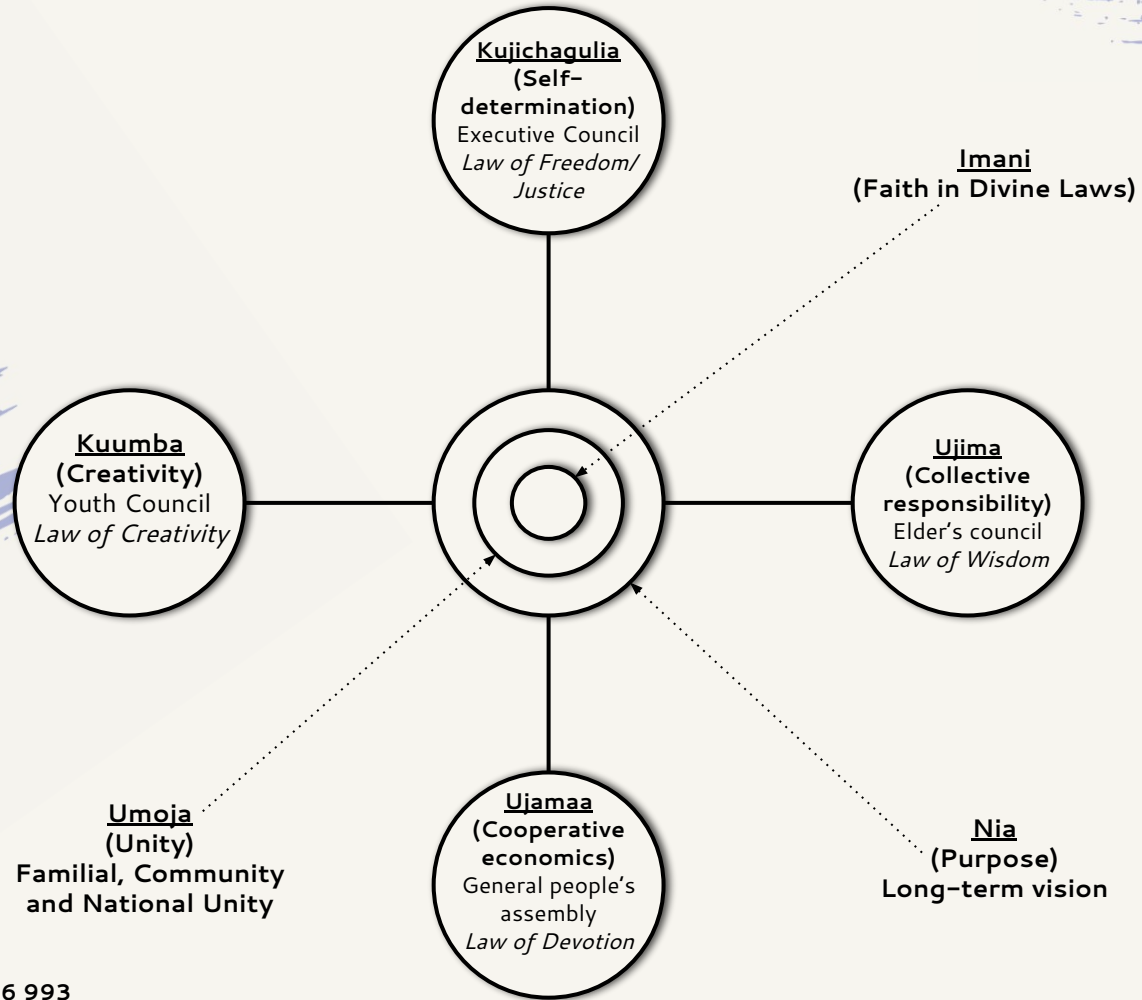 Kujichagulia
(Self-
determination)
Executive Council
Law of Freedom/
Justice
Imani
(Faith in Divine Laws)
Kuumba
(Creativity)
Youth Council
Law of Creativity
Ujima
(Collective
responsibility)
Elder's council
Law of Wisdom
Umoja
(Unity)
Familial, Community
and National Unity
Ujamaa
(Cooperative
economics)
General people's
assembly
Law of Devotion
Nia
(Purpose)
Long-term vision
6 993